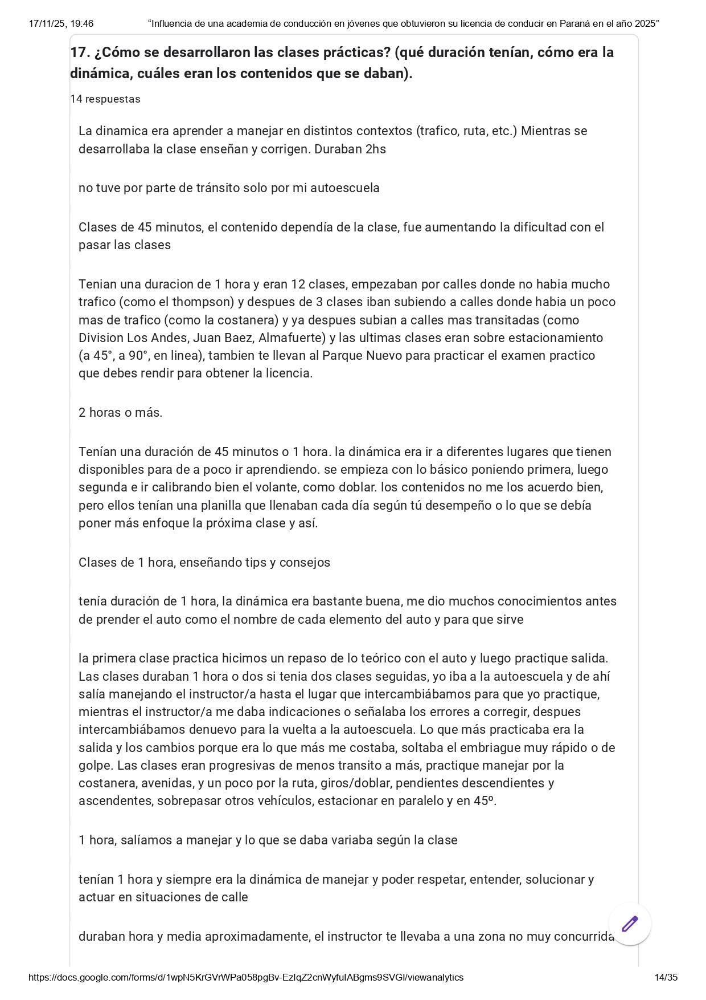 17/11/25, 19:46 “Influencia de una academia de conducción en jóvenes que obtuvieron su licencia de conducir en Paraná en el año 2025”
17. ¿Cómo se desarrollaron las clases prácticas? (qué duración tenían, cómo era la
dinámica, cuáles eran los contenidos que se daban).
14 respuestas
La dinamica era aprender a manejar en distintos contextos (trafico, ruta, etc.) Mientras se
desarrollaba la clase enseñan y corrigen. Duraban 2hs
no tuve por parte de tránsito solo por mi autoescuela
Clases de 45 minutos, el contenido dependía de la clase, fue aumentando la dificultad con el
pasar las clases
Tenian una duracion de 1 hora y eran 12 clases, empezaban por calles donde no habia mucho
trafico (como el thompson) y despues de 3 clases iban subiendo a calles donde habia un poco
mas de trafico (como la costanera) y ya despues subian a calles mas transitadas (como
Division Los Andes, Juan Baez, Almafuerte) y las ultimas clases eran sobre estacionamiento
(a 45°, a 90°, en linea), tambien te llevan al Parque Nuevo para practicar el examen practico
que debes rendir para obtener la licencia.
2 horas o más.
Tenían una duración de 45 minutos o 1 hora. la dinámica era ir a diferentes lugares que tienen
disponibles para de a poco ir aprendiendo. se empieza con lo básico poniendo primera, luego
segunda e ir calibrando bien el volante, como doblar. los contenidos no me los acuerdo bien,
pero ellos tenían una planilla que llenaban cada día según tú desempeño o lo que se debía
poner más enfoque la próxima clase y así.
Clases de 1 hora, enseñando tips y consejos
tenía duración de 1 hora, la dinámica era bastante buena, me dio muchos conocimientos antes
de prender el auto como el nombre de cada elemento del auto y para que sirve
la primera clase practica hicimos un repaso de lo teórico con el auto y luego practique salida.
Las clases duraban 1 hora o dos si tenia dos clases seguidas, yo iba a la autoescuela y de ahí
salía manejando el instructor/a hasta el lugar que intercambiábamos para que yo practique,
mientras el instructor/a me daba indicaciones o señalaba los errores a corregir, despues
intercambiábamos denuevo para la vuelta a la autoescuela. Lo que más practicaba era la
salida y los cambios porque era lo que más me costaba, soltaba el embriague muy rápido o de
golpe. Las clases eran progresivas de menos transito a más, practique manejar por la
costanera, avenidas, y un poco por la ruta, giros/doblar, pendientes descendientes y
ascendentes, sobrepasar otros vehículos, estacionar en paralelo y en 45º.
1 hora, salíamos a manejar y lo que se daba variaba según la clase
tenían 1 hora y siempre era la dinámica de manejar y poder respetar, entender, solucionar y
actuar en situaciones de calle
duraban hora y media aproximadamente, el instructor te llevaba a una zona no muy concurrida
https://docs.google.com/forms/d/1wpN5KrGVrWPa058pgBv-EzIqZ2cnWyfuIABgms9SVGI/viewanalytics 14/35